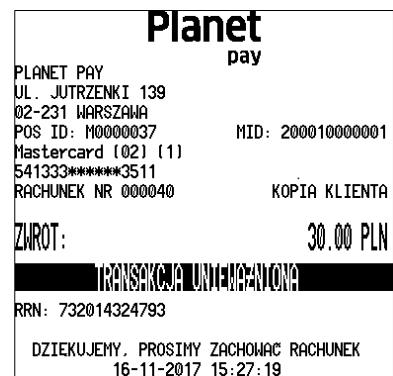 Planet
pay
PLANET PAY
UL. JUTRZENKI 139
02-231 WARSZAWA
POS ID: M0000037 MID: 200010000001
Mastercard (02) (1)
541333******3511
RACHUNEK NR 000040 KOPIA KLIENTA
ZWROT: 30.00 PLN
TRANSAKCJA UNIEWAŻNIONA
RRN: 732014324793
DZIEKUJEMY, PROSIMY ZACHOWAĆ RACHUNEK
16-11-2017 15:27:19